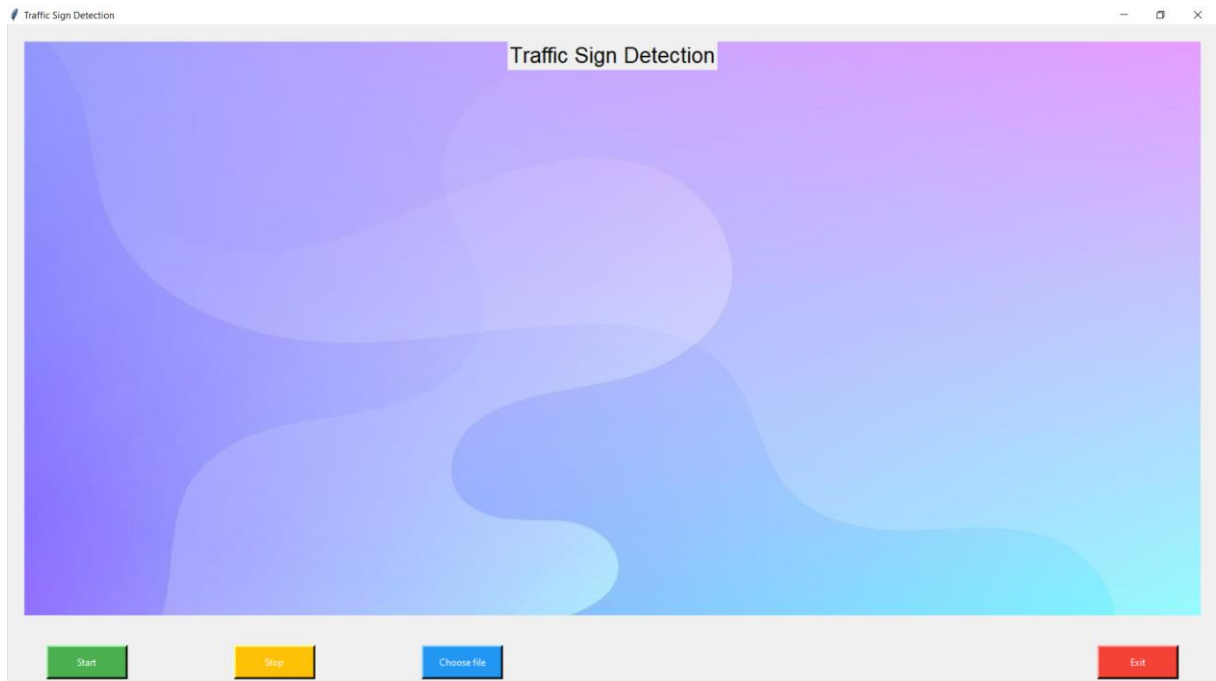 Traffic Sign Detection
Traffic Sign Detection
Start
Stop
Choose file
Exit